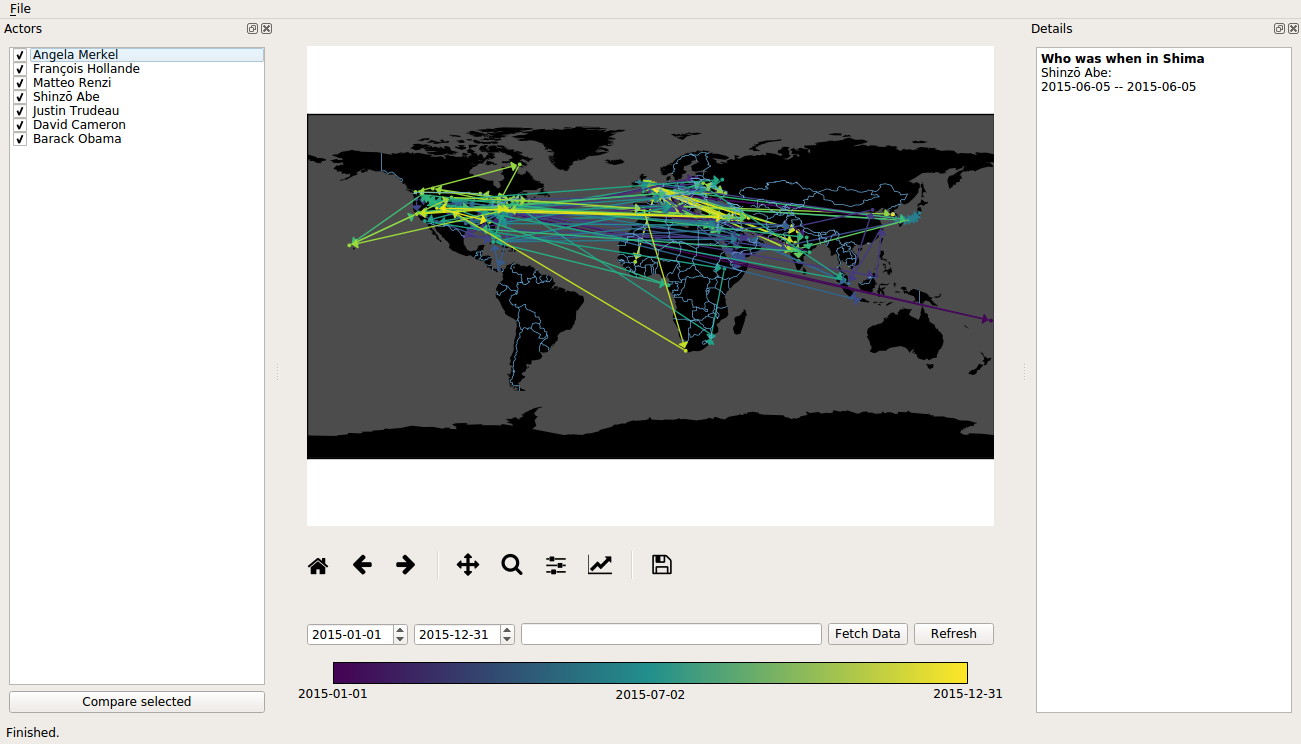 File
Actors
Angela Merkel
François Hollande
Matteo Renzi
Shinzō Abe
Justin Trudeau
David Cameron
Barack Obama
Compare selected
Finished.
2015-01-01
2015-12-31
Fetch Data
Refresh
2015-01-01
2015-07-02
2015-12-31
Details
Who was when in Shima
Shinzō Abe:
2015-06-05 -- 2015-06-05